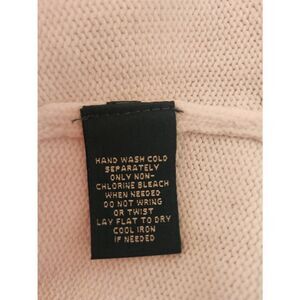 HAND WASH COLD
SEPARATELY
ONLY NON-
CHLORINE BLEACH
WHEN NEEDED
DO NOT WRING
OR TWIST
LAY FLAT TO DRY
COOL IRON
IF NEEDED